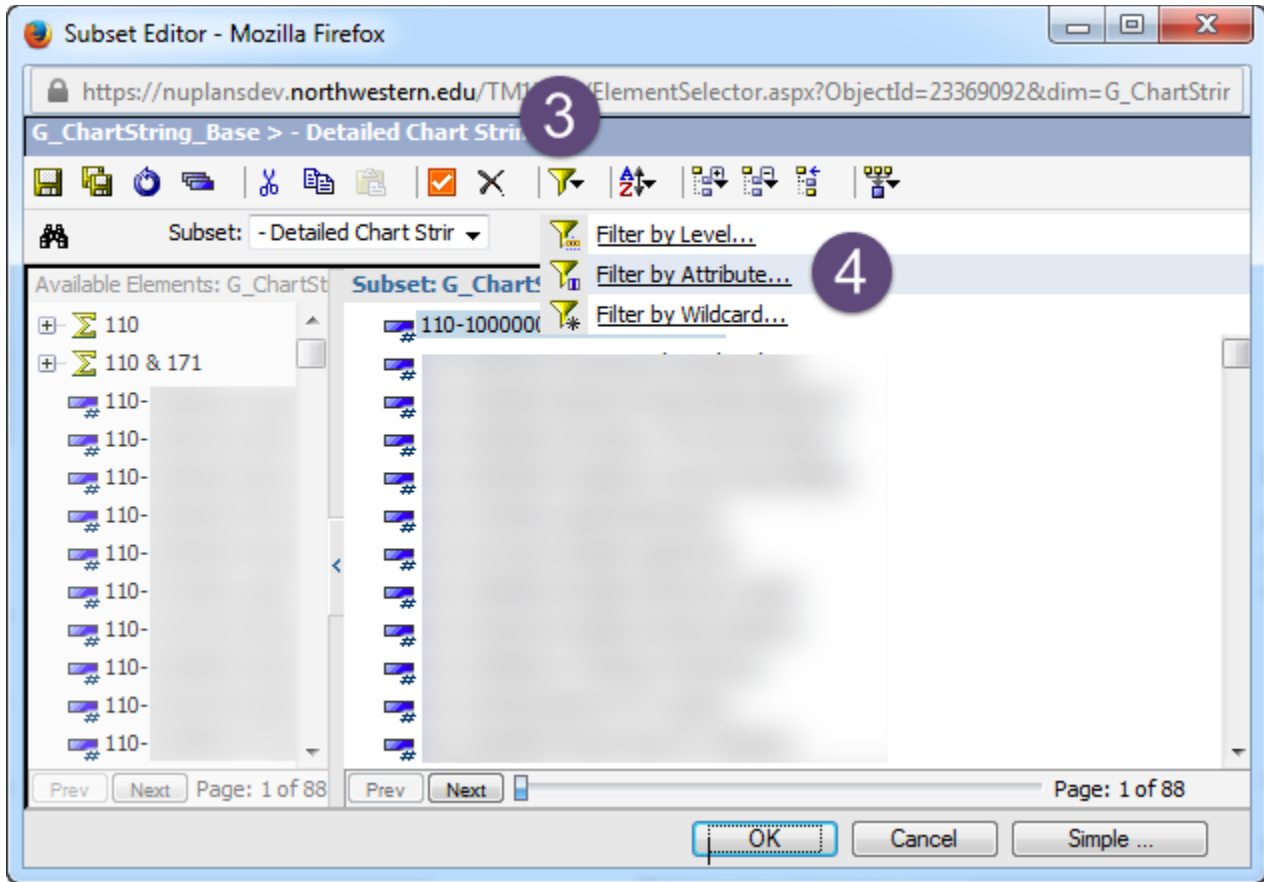 Subset Editor - Mozilla Firefox
https://nuplansdev.northwestern.edu/TM1 /ElementSelector.aspx?ObjectId=23369092&dim=G_ChartStrir
G_ChartString_Base > - Detailed Chart Strin
3
Subset: - Detailed Chart Strir
Filter by Level...
Filter by Attribute...
4
Filter by Wildcard...
Available Elements: G_ChartSt
Subset: G_Charts
110
110-1000000
110 & 171
110-
110-
110-
110-
110-
110-
110-
110-
110-
110-
Prev Next Page: 1 of 88
Prev Next Page: 1 of 88
OK Cancel Simple ...